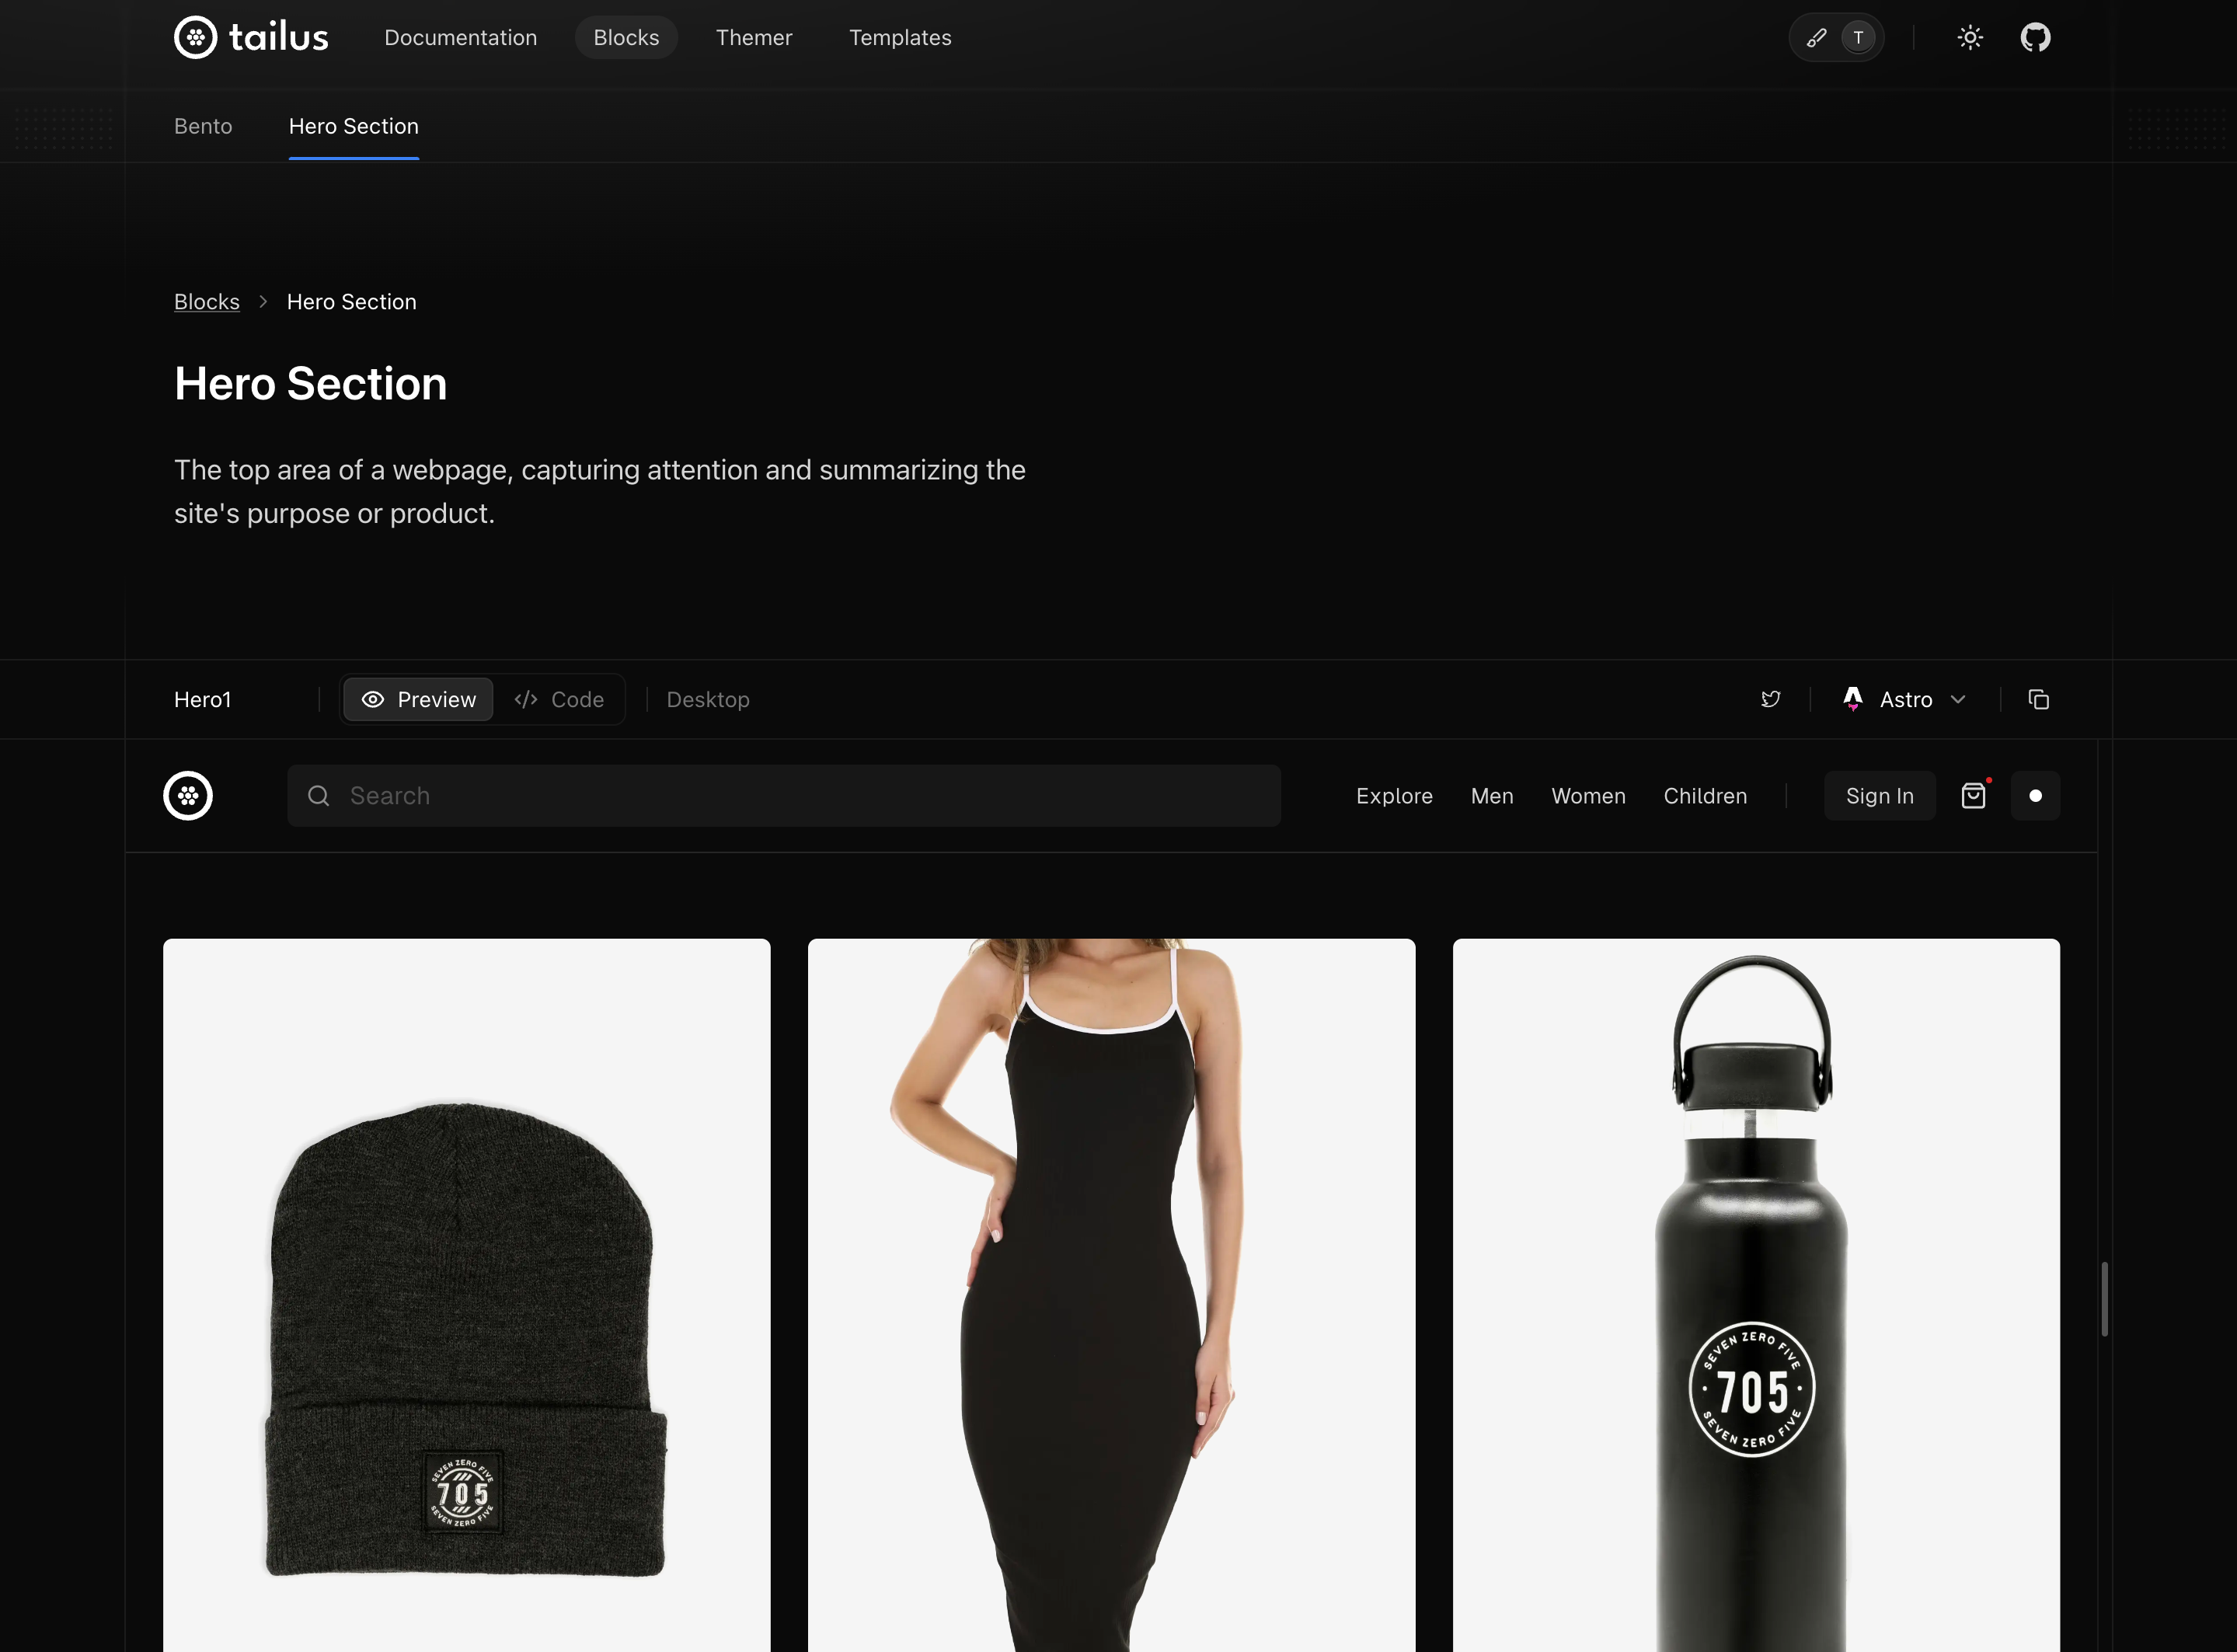 tailus Documentation Blocks Themer Templates T
Bento Hero Section
Blocks Hero Section
Hero Section
The top area of a webpage, capturing attention and summarizing the
site's purpose or product.
Hero1 Preview Code Desktop Astro
Search Explore Men Women Children Sign In
SEVEN ZERO FIVE
705
SEVEN ZERO FIVE
SEVEN ZERO FIVE
705
SEVEN ZERO FIVE